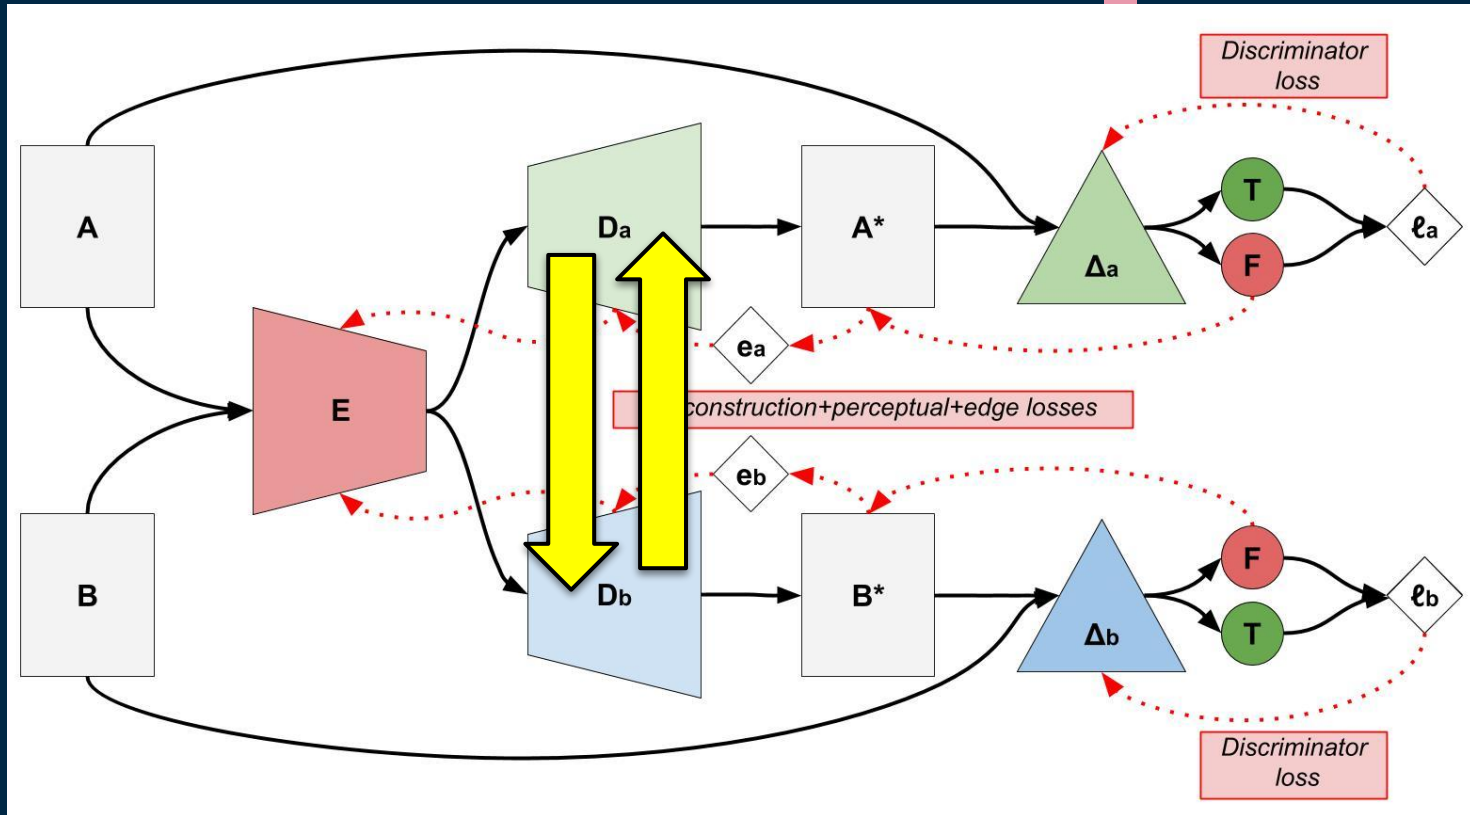 Discriminator
loss
A
Da
A*
Δa
T
F
ℓa
ea
E
construction+perceptual+edge losses
eb
B
Db
B*
Δb
F
T
ℓb
Discriminator
loss